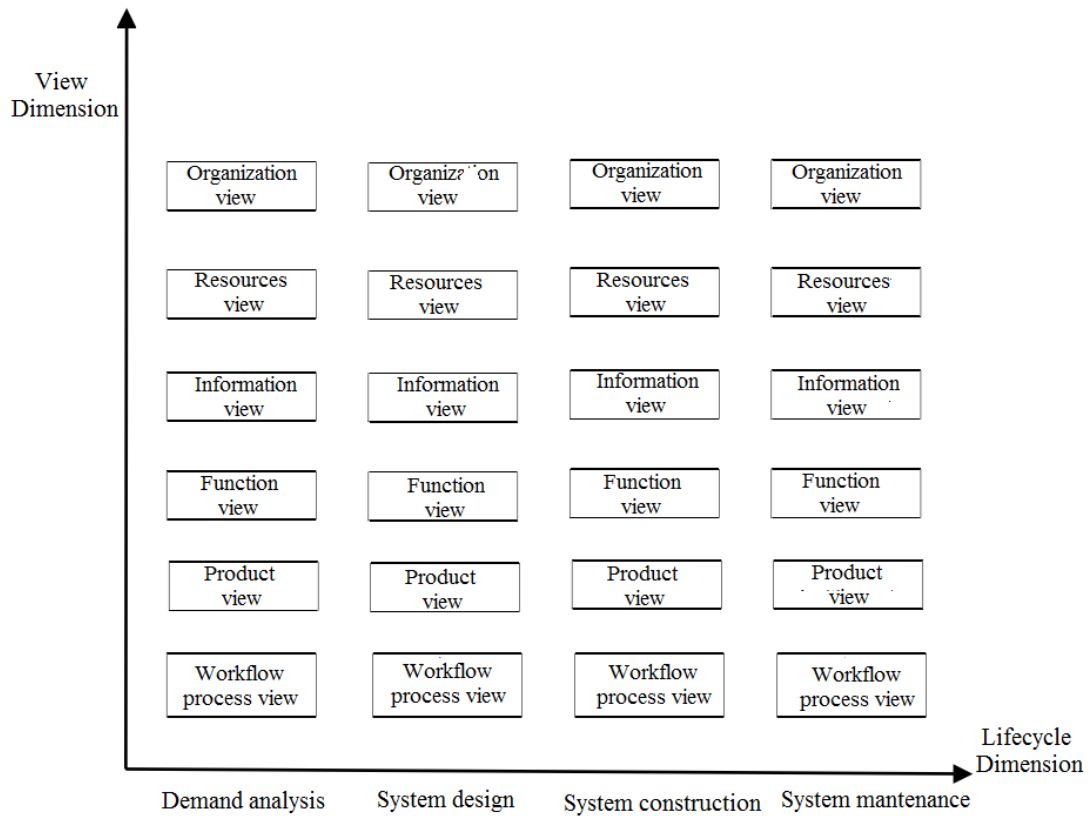 View
Dimension
Organization
view
Organization
view
Organization
view
Organization
view
Resources
view
Resources
view
Resources
view
Resources
view
Information
view
Information
view
Information
view
Information
view
Function
view
Function
view
Function
view
Function
view
Product
view
Product
view
Product
view
Product
view
Workflow
process view
Workflow
process view
Workflow
process view
Workflow
process view
Lifecycle
Dimension
Demand analysis
System design
System construction
System mantenance